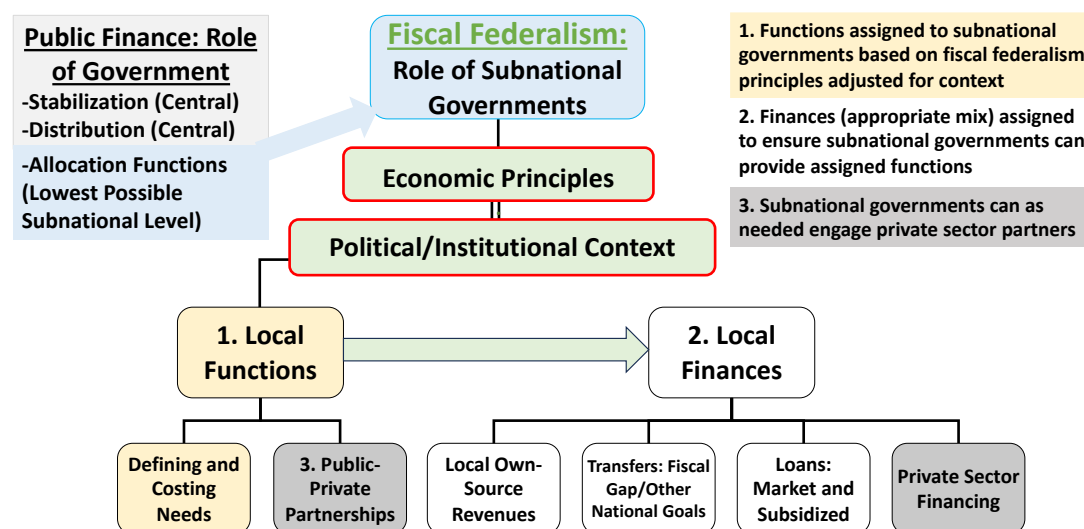 Public Finance: Role
of Government
-Stabilization (Central)
-Distribution (Central)
-Allocation Functions
(Lowest Possible
Subnational Level)
Fiscal Federalism:
Role of Subnational
Governments
1. Functions assigned to subnational
governments based on fiscal federalism
principles adjusted for context
2. Finances (appropriate mix) assigned
to ensure subnational governments can
provide assigned functions
3. Subnational governments can as
needed engage private sector partners
Economic Principles
Political/Institutional Context
1. Local
Functions
2. Local
Finances
Defining and
Costing
Needs
3. Public-
Private
Partnerships
Local Own-
Source
Revenues
Transfers: Fiscal
Gap/Other
National Goals
Loans:
Market and
Subsidized
Private Sector
Financing